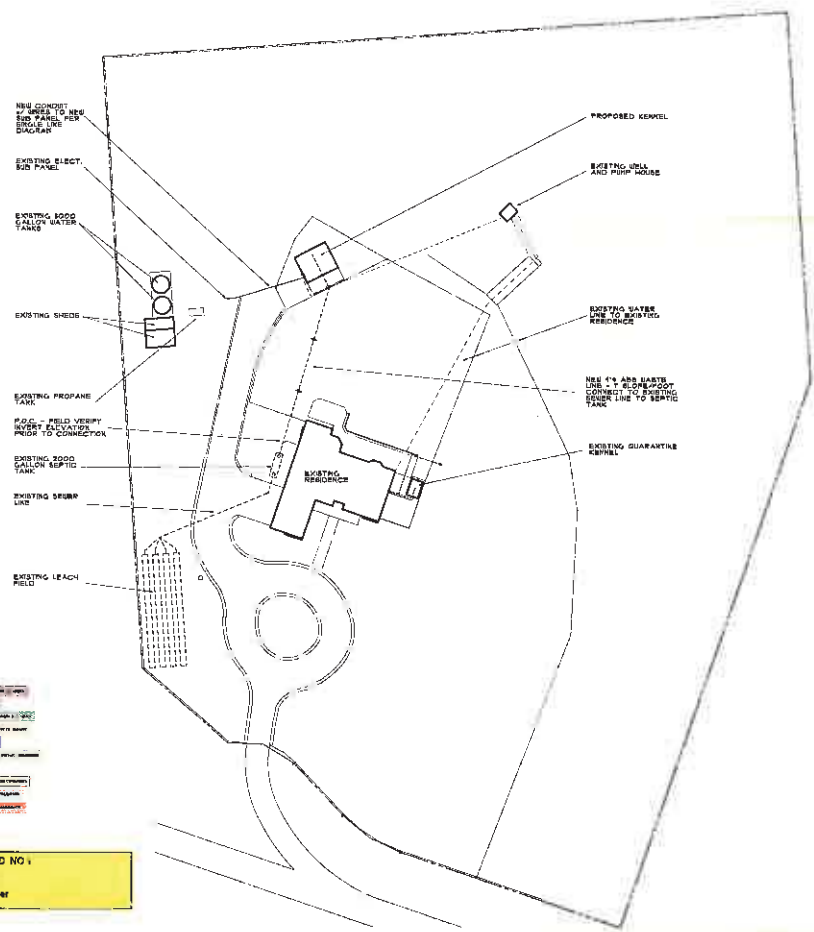 NEW CONDUIT
w/ WIRES TO NEW
SUB PANEL PER
SINGLE LINE
DIAGRAM
EXISTING ELECT.
SUB PANEL
EXISTING 5000
GALLON WATER
TANKS
EXISTING SHEDS
EXISTING PROPANE
TANK
P.O.C. - FIELD VERIFY
INVERT ELEVATION
PRIOR TO CONNECTION
EXISTING 2000
GALLON SEPTIC
TANK
EXISTING SEWER
LINE
EXISTING LEACH
FIELD
PROPOSED KENNEL
EXISTING WELL
AND PUMP HOUSE
EXISTING WATER
LINE TO EXISTING
RESIDENCE
NEW 4"φ ABS WASTE
LINE - SLOPE/FOOT
CONNECT TO EXISTING
SEWER LINE TO SEPTIC
TANK
EXISTING QUARANTINE
KENNEL
EXISTING
RESIDENCE
D NO
er